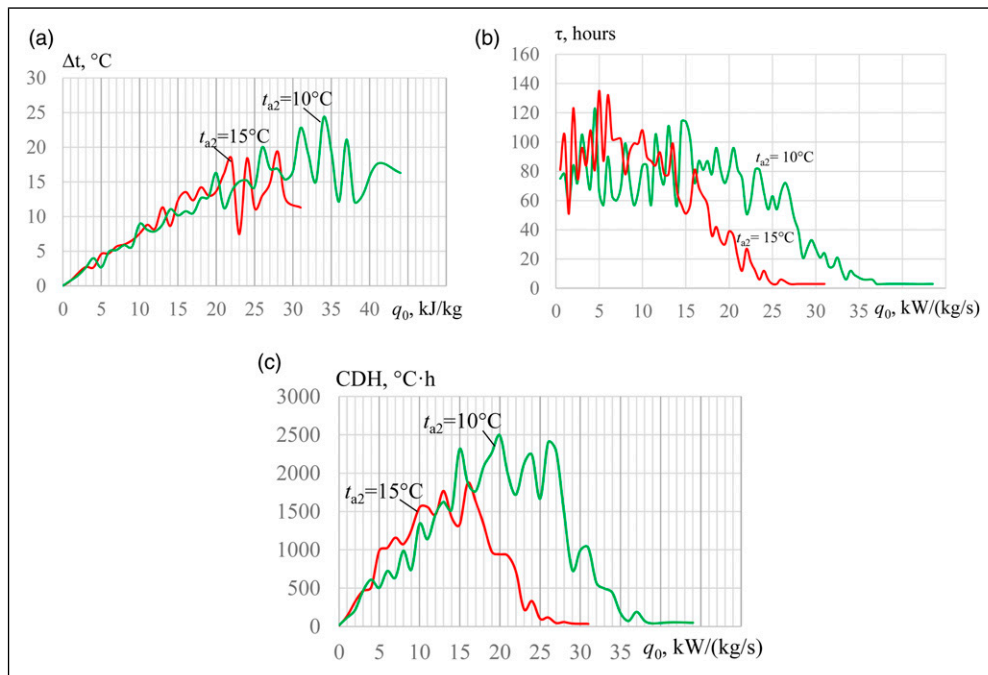 (a)
Δt, °C
30
25
20
15
10
5
0
0 5 10 15 20 25 30 35 40 q₀, kJ/kg
tₐ₂=10°C
tₐ₂=15°C
(b)
τ, hours
160
140
120
100
80
60
40
20
0
0 5 10 15 20 25 30 35 q₀, kW/(kg/s)
tₐ₂= 10°C
tₐ₂= 15°C
(c)
CDH, °C·h
3000
2500
2000
1500
1000
500
0
0 5 10 15 20 25 30 35 q₀, kW/(kg/s)
tₐ₂=10°C
tₐ₂=15°C